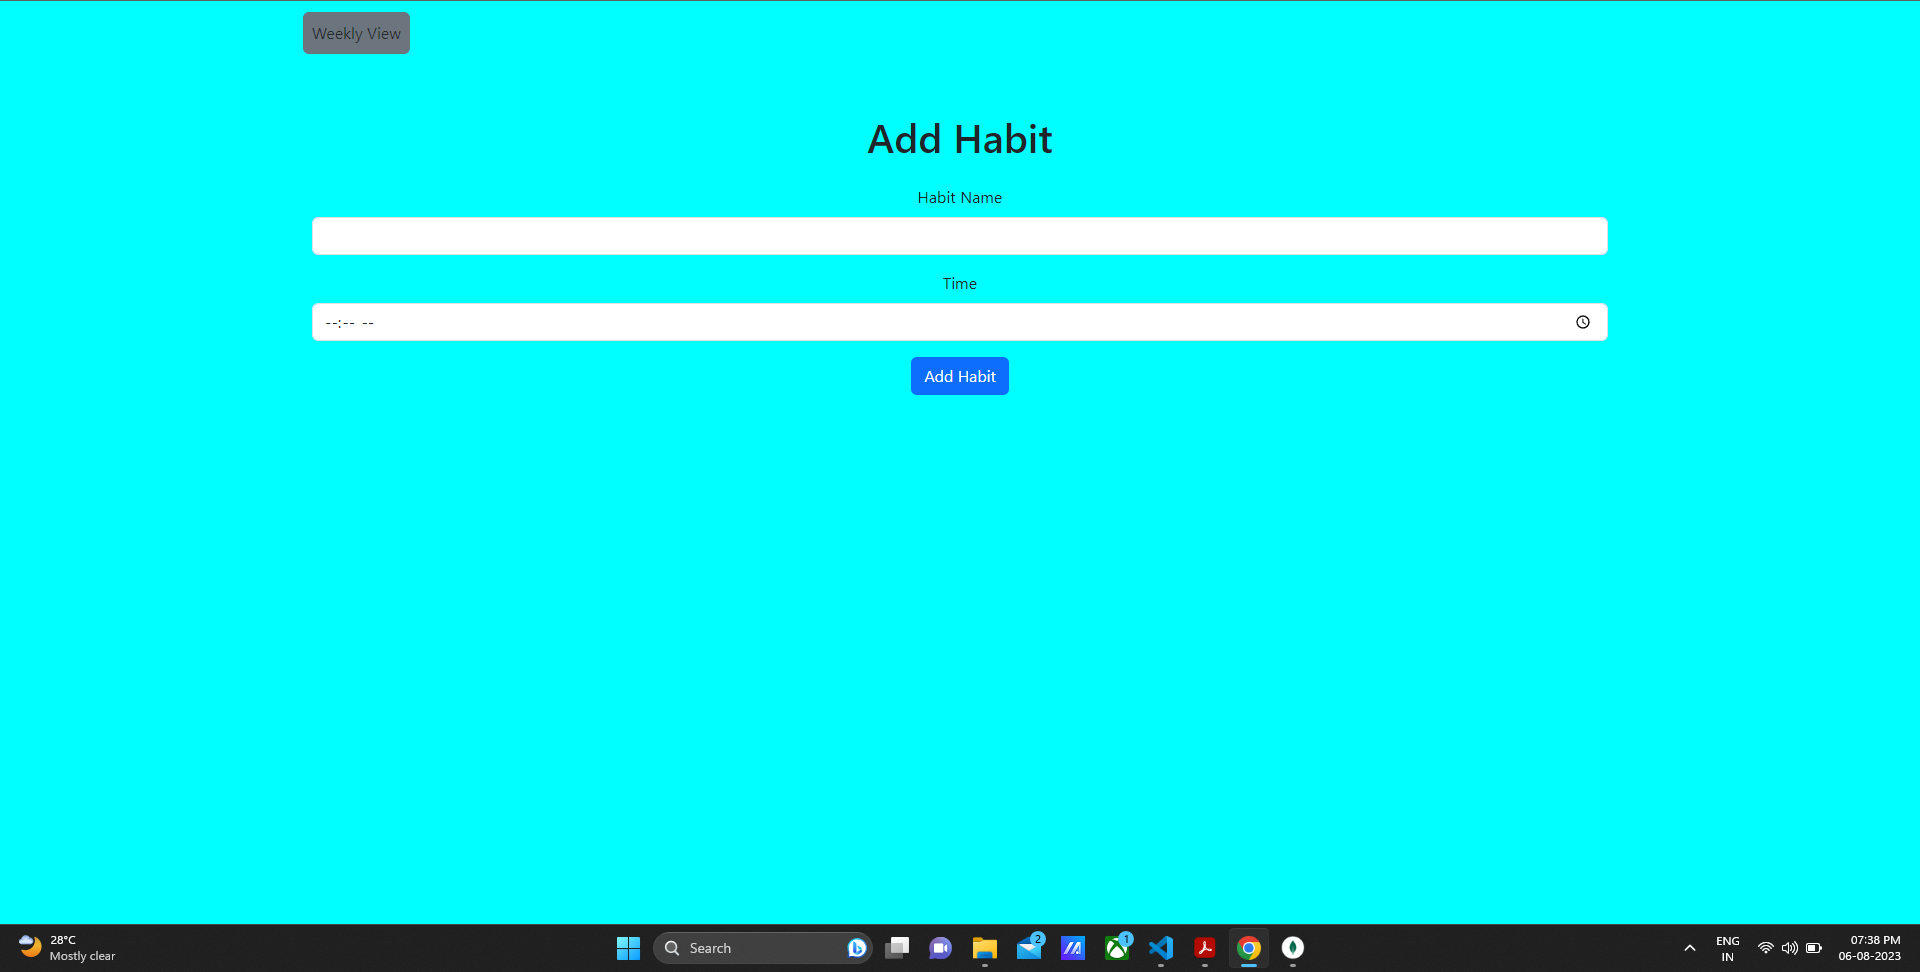 Weekly View
Add Habit
Habit Name
Time
--:-- --
Add Habit
28°C
Mostly clear
Search
2
1
ENG
IN
07:38 PM
06-08-2023